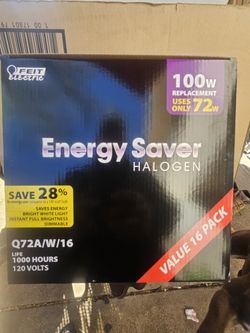 FEIT
electric
100W
REPLACEMENT
USES
ONLY 72W
Energy Saver
HALOGEN
SAVE 28%
SAVES ENERGY
BRIGHT WHITE LIGHT
INSTANT FULL BRIGHTNESS
DIMMABLE
Q72A/W/16
LIFE
1000 HOURS
120 VOLTS
VALUE 16 PACK